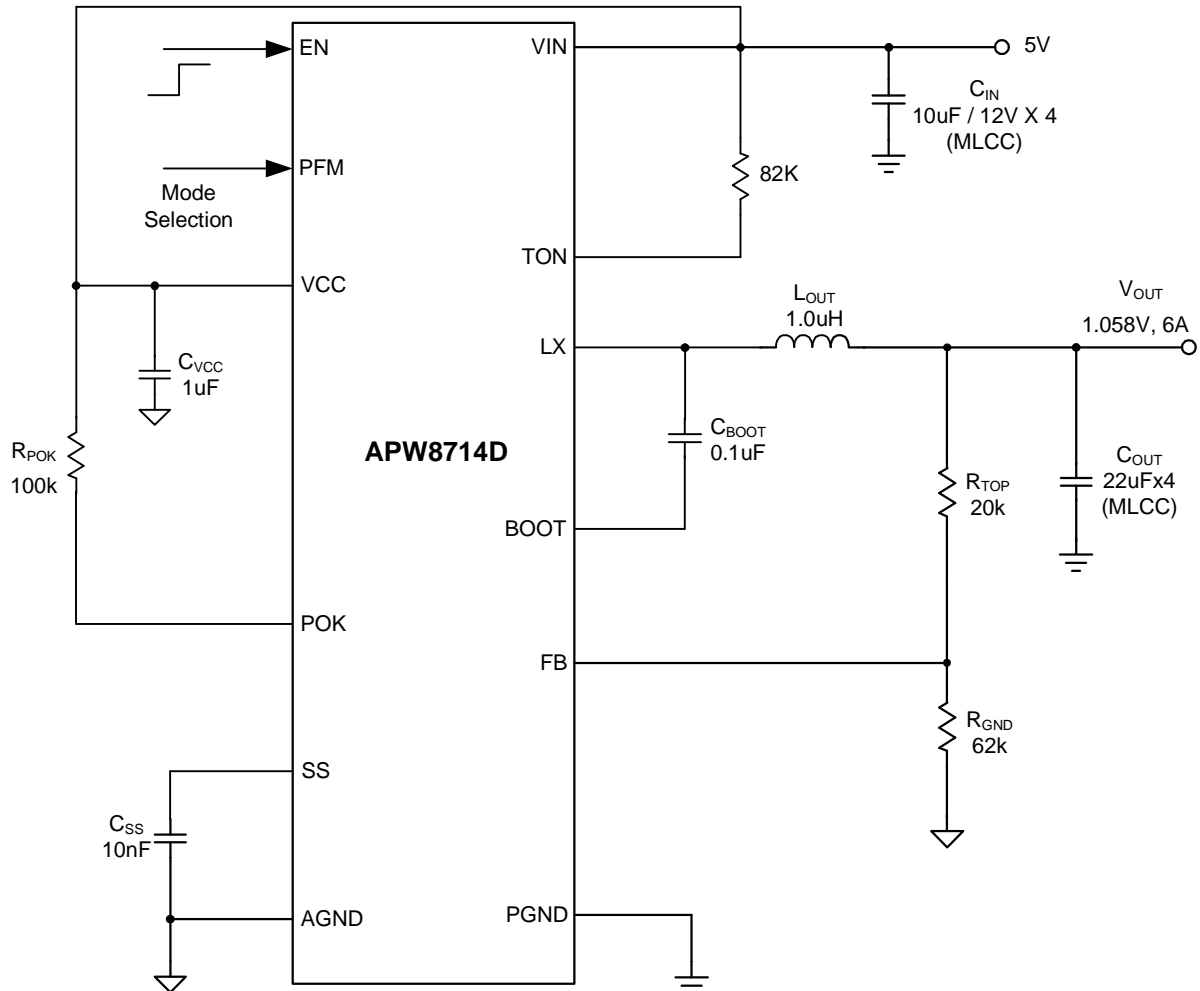 EN
VIN
5V
C_IN
10uF / 12V X 4
(MLCC)
PFM
Mode
Selection
82K
TON
VCC
L_OUT
1.0uH
V_OUT
1.058V, 6A
LX
C_VCC
1uF
C_BOOT
0.1uF
R_POK
100k
APW8714D
R_TOP
20k
C_OUT
22uFx4
(MLCC)
BOOT
POK
FB
R_GND
62k
SS
C_SS
10nF
AGND
PGND